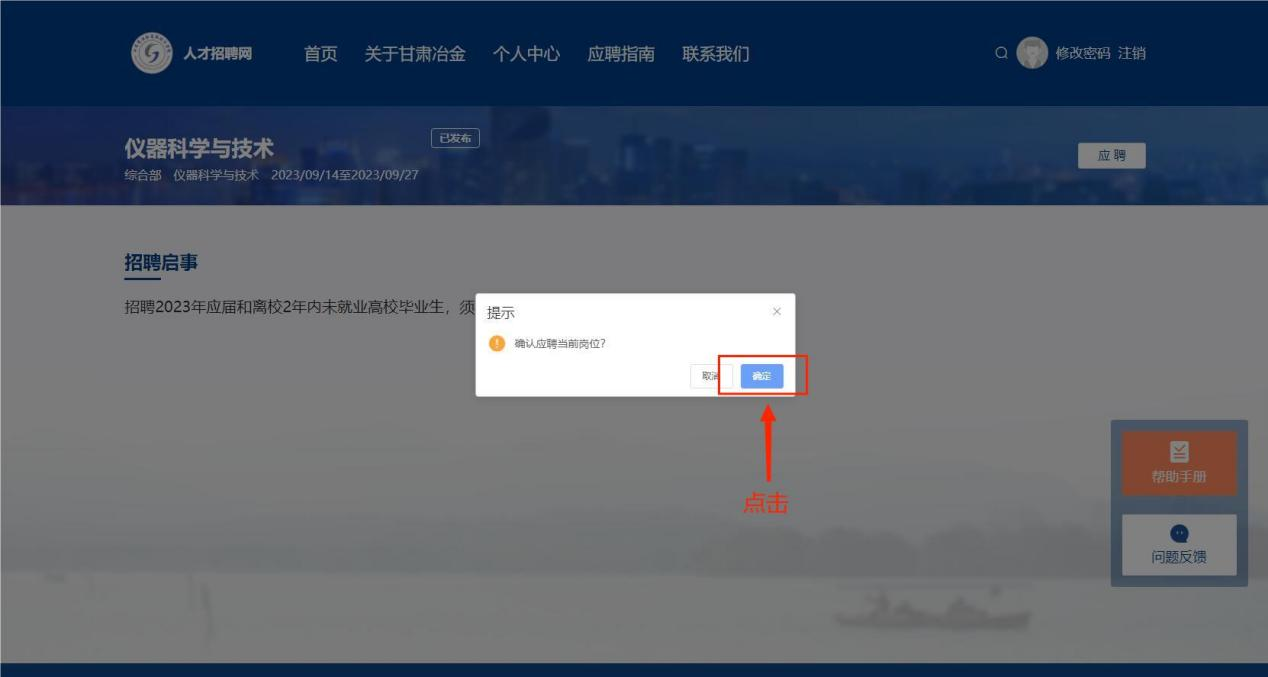 人才招聘网
首页 关于甘肃冶金 个人中心 应聘指南 联系我们
修改密码 注销
仪器科学与技术
已发布
综合部 仪器科学与技术 2023/09/14至2023/09/27
应 聘
招聘启事
招聘2023年应届和离校2年内未就业高校毕业生，须
提示
确认应聘当前岗位？
取消
确定
点击
帮助手册
问题反馈